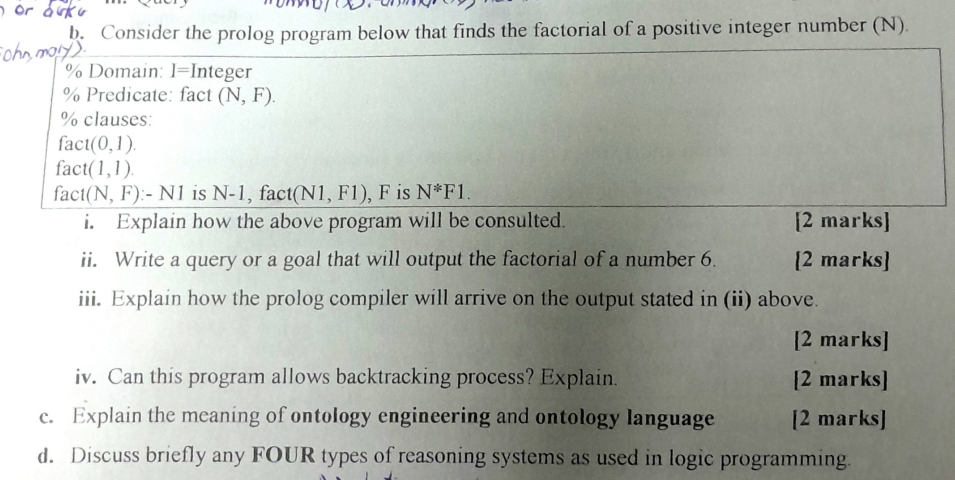 or
b. Consider the prolog program below that finds the factorial of a positive integer number (N).
% Domain: I=Integer
% Predicate: fact (N, F).
% clauses:
fact(0,1).
fact(1,1).
fact(N, F):- N1 is N-1, fact(N1, F1), F is N*F1.
i. Explain how the above program will be consulted. [2 marks]
ii. Write a query or a goal that will output the factorial of a number 6. [2 marks]
iii. Explain how the prolog compiler will arrive on the output stated in (ii) above.
[2 marks]
iv. Can this program allows backtracking process? Explain. [2 marks]
c. Explain the meaning of ontology engineering and ontology language [2 marks]
d. Discuss briefly any FOUR types of reasoning systems as used in logic programming.